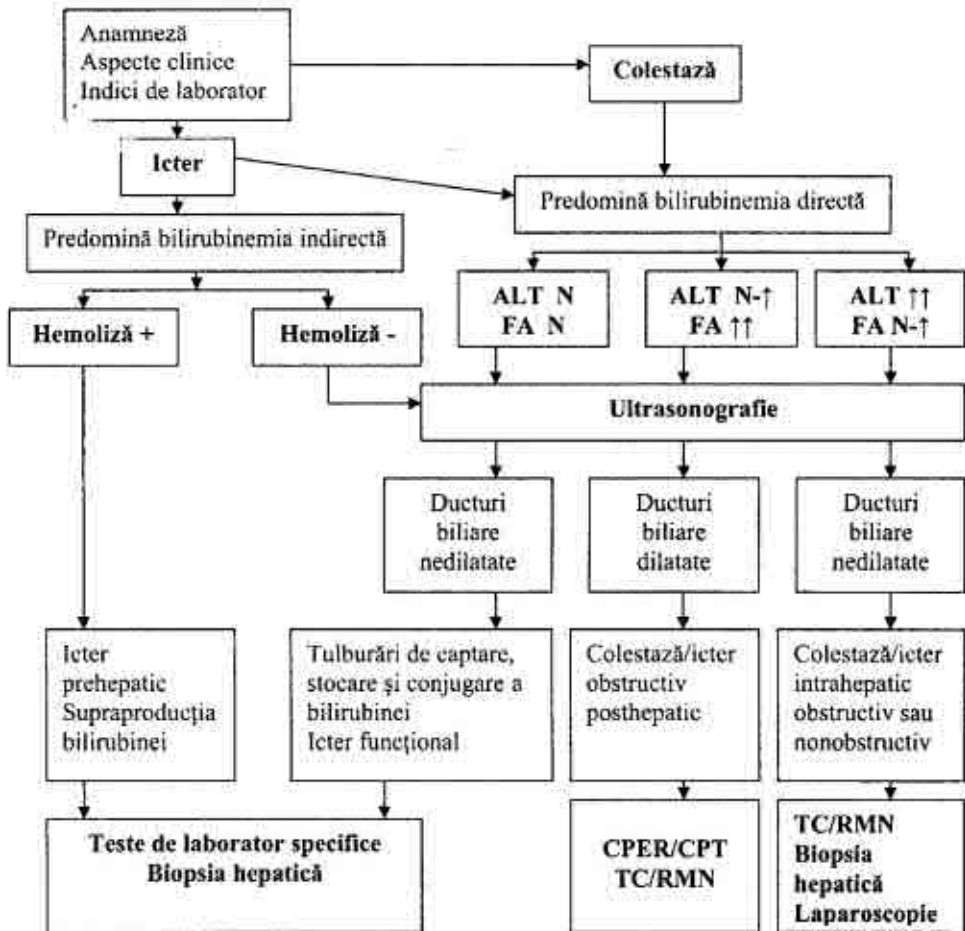 Anamneză
Aspecte clinice
Indici de laborator
Colestază
Icter
Predomină bilirubinemia directă
Predomină bilirubinemia indirectă
ALT N
FA N
ALT N-↑
FA ↑↑
ALT ↑↑
FA N-↑
Hemoliză +
Hemoliză -
Ultrasonografie
Ducturi
biliare
nedilatate
Ducturi
biliare
dilatate
Ducturi
biliare
nedilatate
Icter
prehepatic
Supraproducția
bilirubinei
Tulburări de captare,
stocare și conjugare a
bilirubinei
Icter funcțional
Colestază/icter
obstructiv
posthepatic
Colestază/icter
intrahepatic
obstructiv sau
nonobstructiv
Teste de laborator specifice
Biopsia hepatică
CPER/CPT
TC/RMN
TC/RMN
Biopsia
hepatică
Laparoscopie